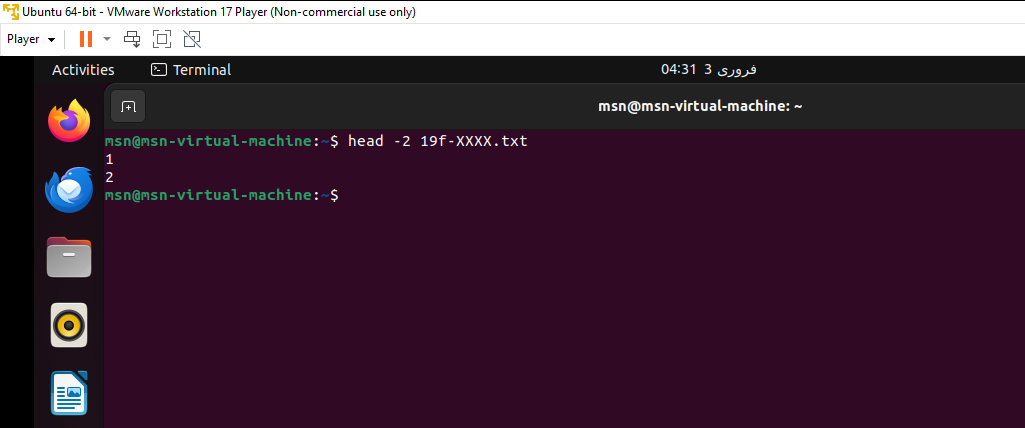 Ubuntu 64-bit - VMware Workstation 17 Player (Non-commercial use only)
Player
Activities Terminal فروری 3 04:31
msn@msn-virtual-machine: ~
msn@msn-virtual-machine:~$ head -2 19f-XXXX.txt
1
2
msn@msn-virtual-machine:~$